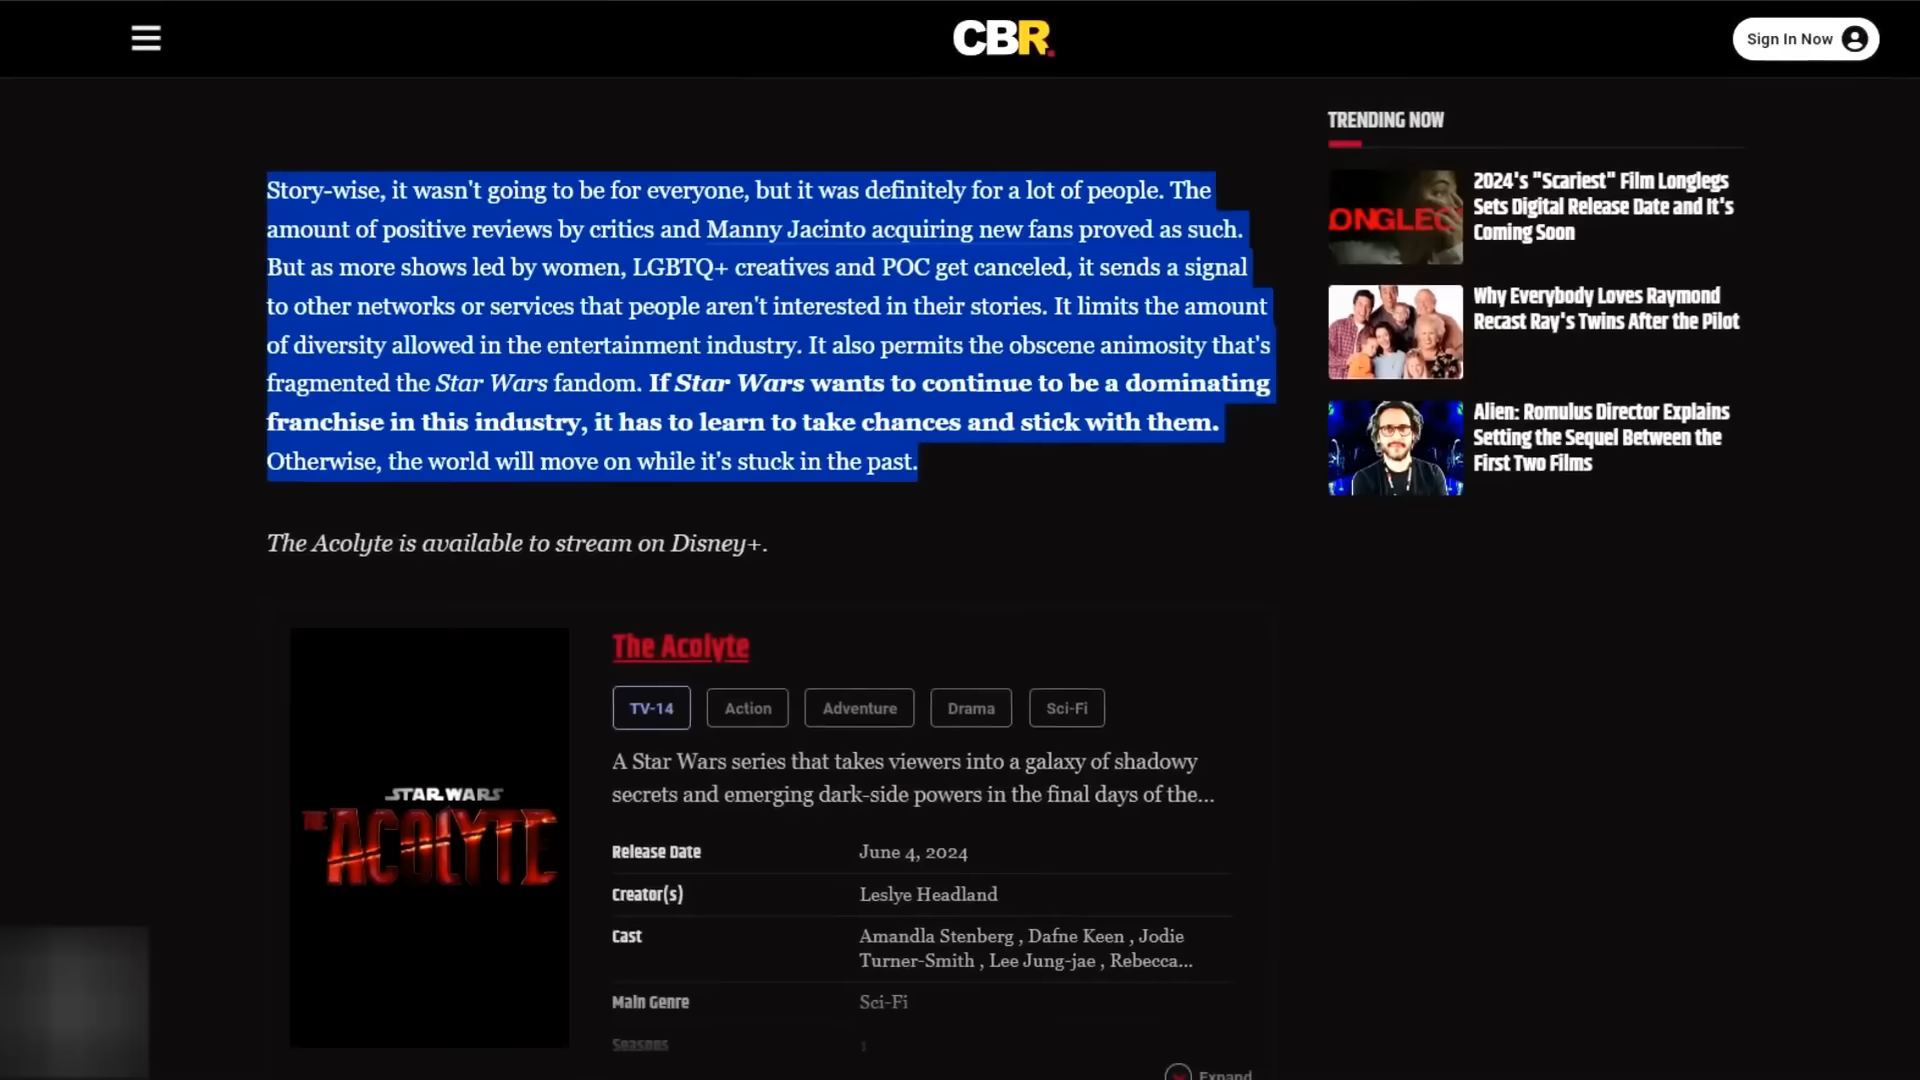 CBR.
Sign In Now
Story-wise, it wasn't going to be for everyone, but it was definitely for a lot of people. The
amount of positive reviews by critics and Manny Jacinto acquiring new fans proved as such.
But as more shows led by women, LGBTQ+ creatives and POC get canceled, it sends a signal
to other networks or services that people aren't interested in their stories. It limits the amount
of diversity allowed in the entertainment industry. It also permits the obscene animosity that's
fragmented the Star Wars fandom. If Star Wars wants to continue to be a dominating
franchise in this industry, it has to learn to take chances and stick with them.
Otherwise, the world will move on while it's stuck in the past.
The Acolyte is available to stream on Disney+.
STAR WARS
THE ACOLYTE
The Acolyte
TV-14
Action
Adventure
Drama
Sci-Fi
A Star Wars series that takes viewers into a galaxy of shadowy
secrets and emerging dark-side powers in the final days of the...
Release Date
June 4, 2024
Creator(s)
Leslye Headland
Cast
Amandla Stenberg , Dafne Keen , Jodie
Turner-Smith , Lee Jung-jae , Rebecca...
Main Genre
Sci-Fi
Seasons
1
Expand
TRENDING NOW
ONGLEG
2024's "Scariest" Film Longlegs
Sets Digital Release Date and It's
Coming Soon
Why Everybody Loves Raymond
Recast Ray's Twins After the Pilot
Alien: Romulus Director Explains
Setting the Sequel Between the
First Two Films